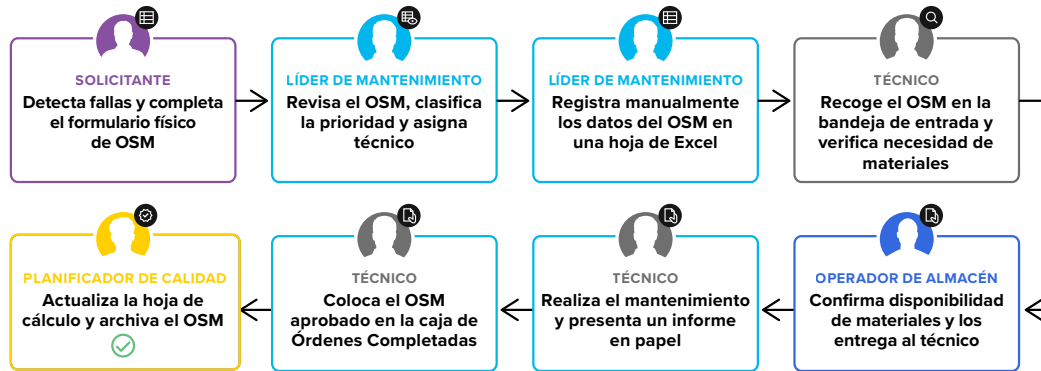 SOLICITANTE
Detecta fallas y completa
el formulario físico
de OSM
LÍDER DE MANTENIMIENTO
Revisa el OSM, clasifica
la prioridad y asigna
técnico
LÍDER DE MANTENIMIENTO
Registra manualmente
los datos del OSM en
una hoja de Excel
TÉCNICO
Recoge el OSM en la
bandeja de entrada y
verifica necesidad de
materiales
PLANIFICADOR DE CALIDAD
Actualiza la hoja de
cálculo y archiva el OSM
TÉCNICO
Coloca el OSM
aprobado en la caja de
Órdenes Completadas
TÉCNICO
Realiza el mantenimiento
y presenta un informe
en papel
OPERADOR DE ALMACÉN
Confirma disponibilidad
de materiales y los
entrega al técnico